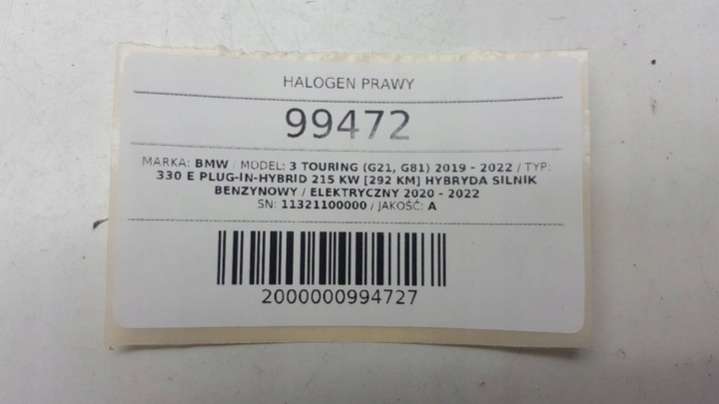 HALOGEN PRAWY
99472
MARKA: BMW / MODEL: 3 TOURING (G21, G81) 2019 - 2022 / TYP:
330 E PLUG-IN-HYBRID 215 KW [292 KM] HYBRYDA SILNIK
BENZYNOWY / ELEKTRYCZNY 2020 - 2022
SN: 11321100000 / JAKOŚĆ: A
2000000994727